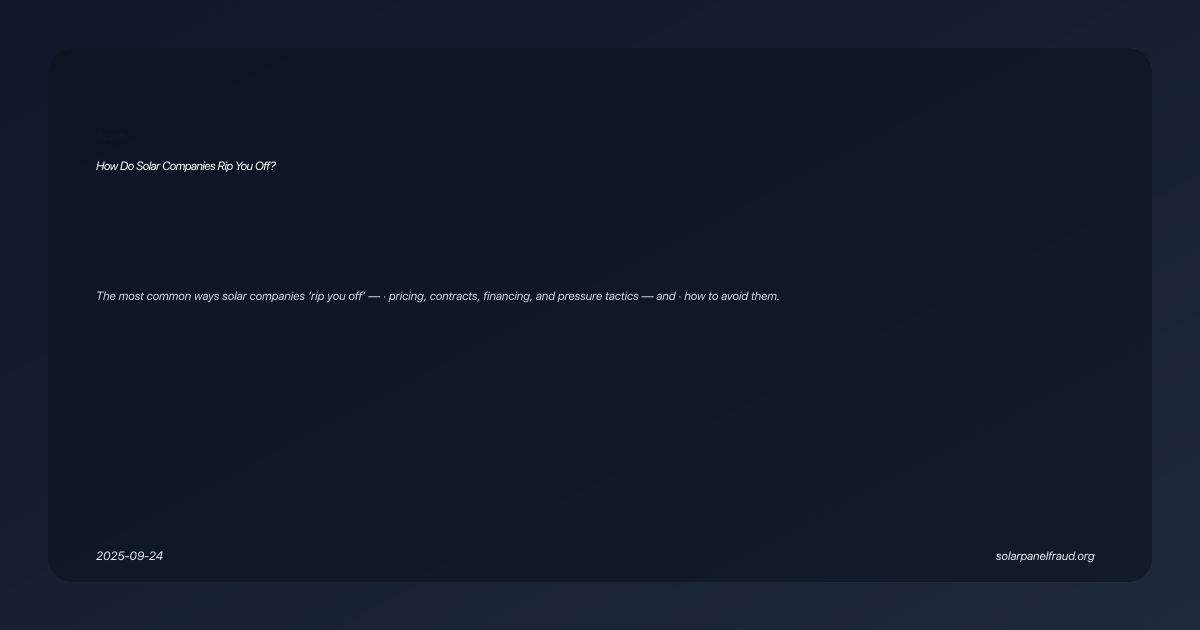 How Do Solar Companies Rip You Off?
The most common ways solar companies ‘rip you off’ — · pricing, contracts, financing, and pressure tactics — and · how to avoid them.
2025-09-24
solarpanelfraud.org